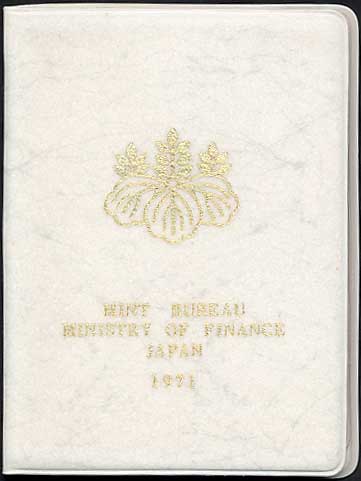 MINT BUREAU
MINISTRY OF FINANCE
JAPAN
1971